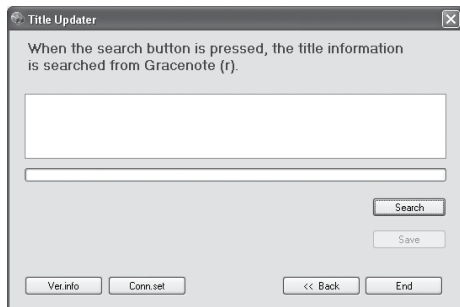 Title Updater
When the search button is pressed, the title information
is searched from Gracenote (r).
Search
Save
Ver.info Conn.set << Back End